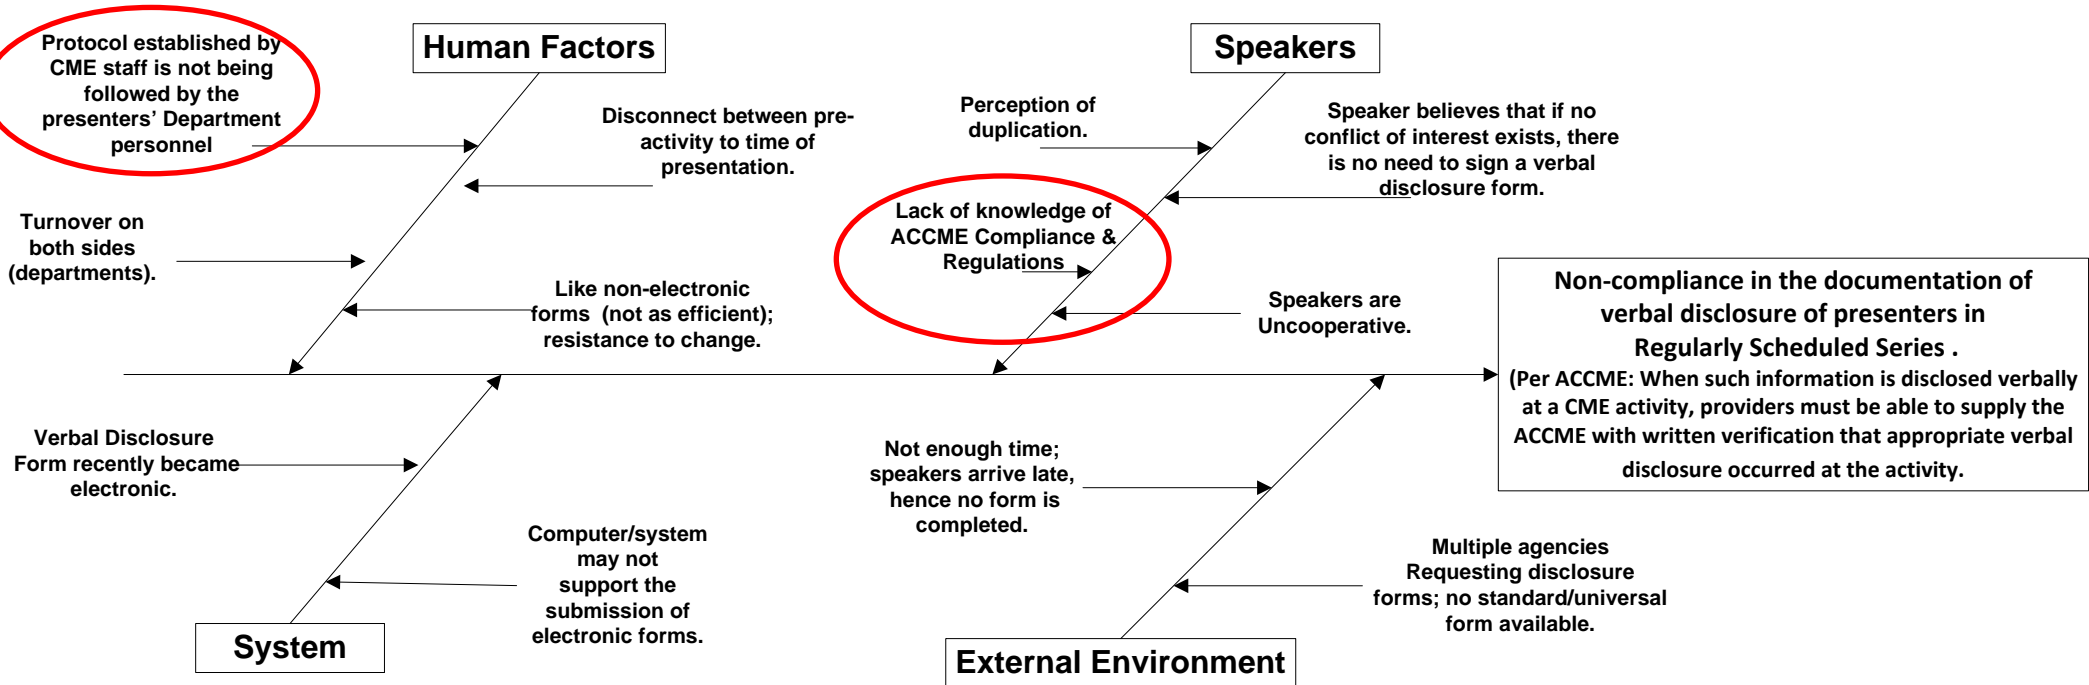 Protocol established by
CME staff is not being
followed by the
presenters’ Department
personnel
Human Factors
Disconnect between pre-
activity to time of
presentation.
Turnover on
both sides
(departments).
Like non-electronic
forms (not as efficient);
resistance to change.
Speakers
Perception of
duplication.
Speaker believes that if no
conflict of interest exists, there
is no need to sign a verbal
disclosure form.
Lack of knowledge of
ACCME Compliance &
Regulations
Speakers are
Uncooperative.
Non-compliance in the documentation of
verbal disclosure of presenters in
Regularly Scheduled Series .
(Per ACCME: When such information is disclosed verbally
at a CME activity, providers must be able to supply the
ACCME with written verification that appropriate verbal
disclosure occurred at the activity.
Verbal Disclosure
Form recently became
electronic.
Computer/system
may not
support the
submission of
electronic forms.
System
Not enough time;
speakers arrive late,
hence no form is
completed.
Multiple agencies
Requesting disclosure
forms; no standard/universal
form available.
External Environment